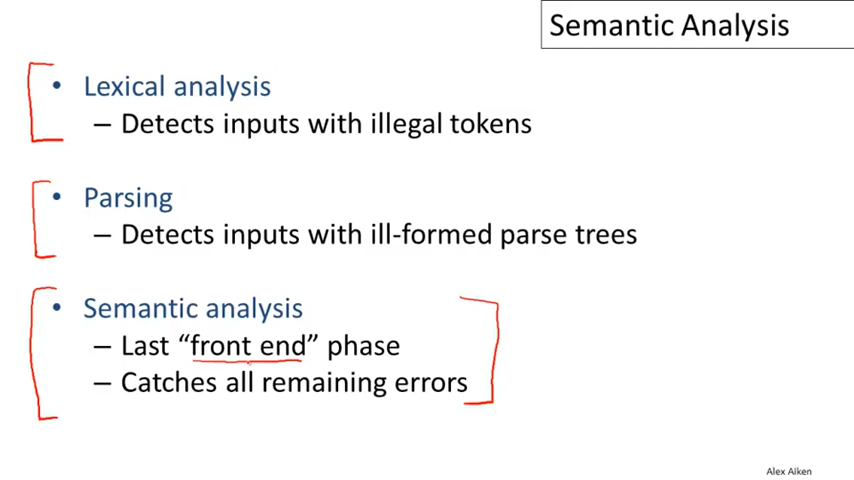 Semantic Analysis
• Lexical analysis
– Detects inputs with illegal tokens
• Parsing
– Detects inputs with ill-formed parse trees
• Semantic analysis
– Last “front end” phase
– Catches all remaining errors
Alex Aiken